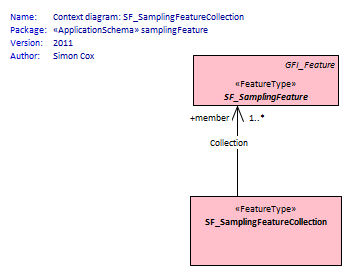 Name: Context diagram: SF_SamplingFeatureCollection
Package: «ApplicationSchema» samplingFeature
Version: 2011
Author: Simon Cox
GFI_Feature
«FeatureType»
SF_SamplingFeature
+member 1..*
Collection
«FeatureType»
SF_SamplingFeatureCollection